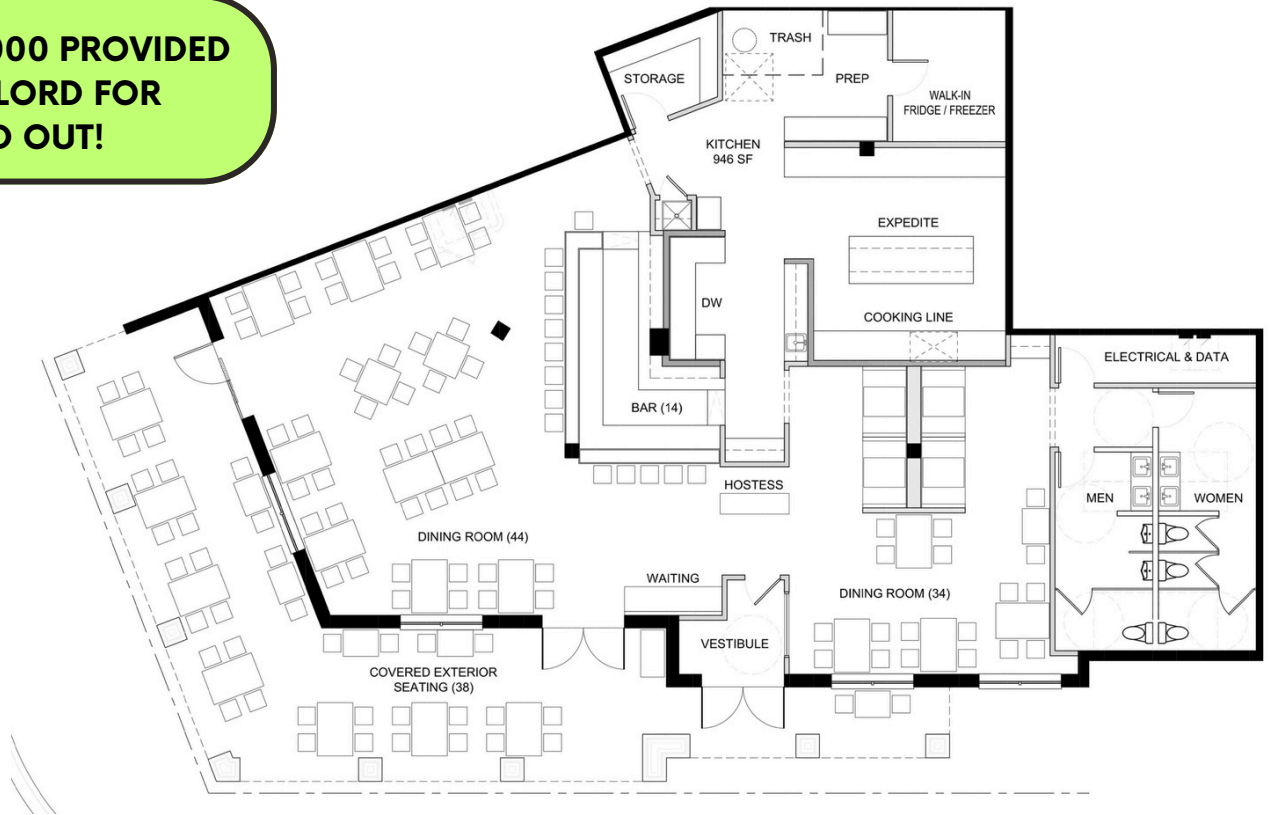 000 PROVIDED
LORD FOR
OUT!
TRASH
STORAGE
PREP
WALK-IN
FRIDGE / FREEZER
KITCHEN
946 SF
EXPEDITE
DW
COOKING LINE
ELECTRICAL & DATA
BAR (14)
HOSTESS
MEN
WOMEN
DINING ROOM (44)
WAITING
DINING ROOM (34)
VESTIBULE
COVERED EXTERIOR
SEATING (38)